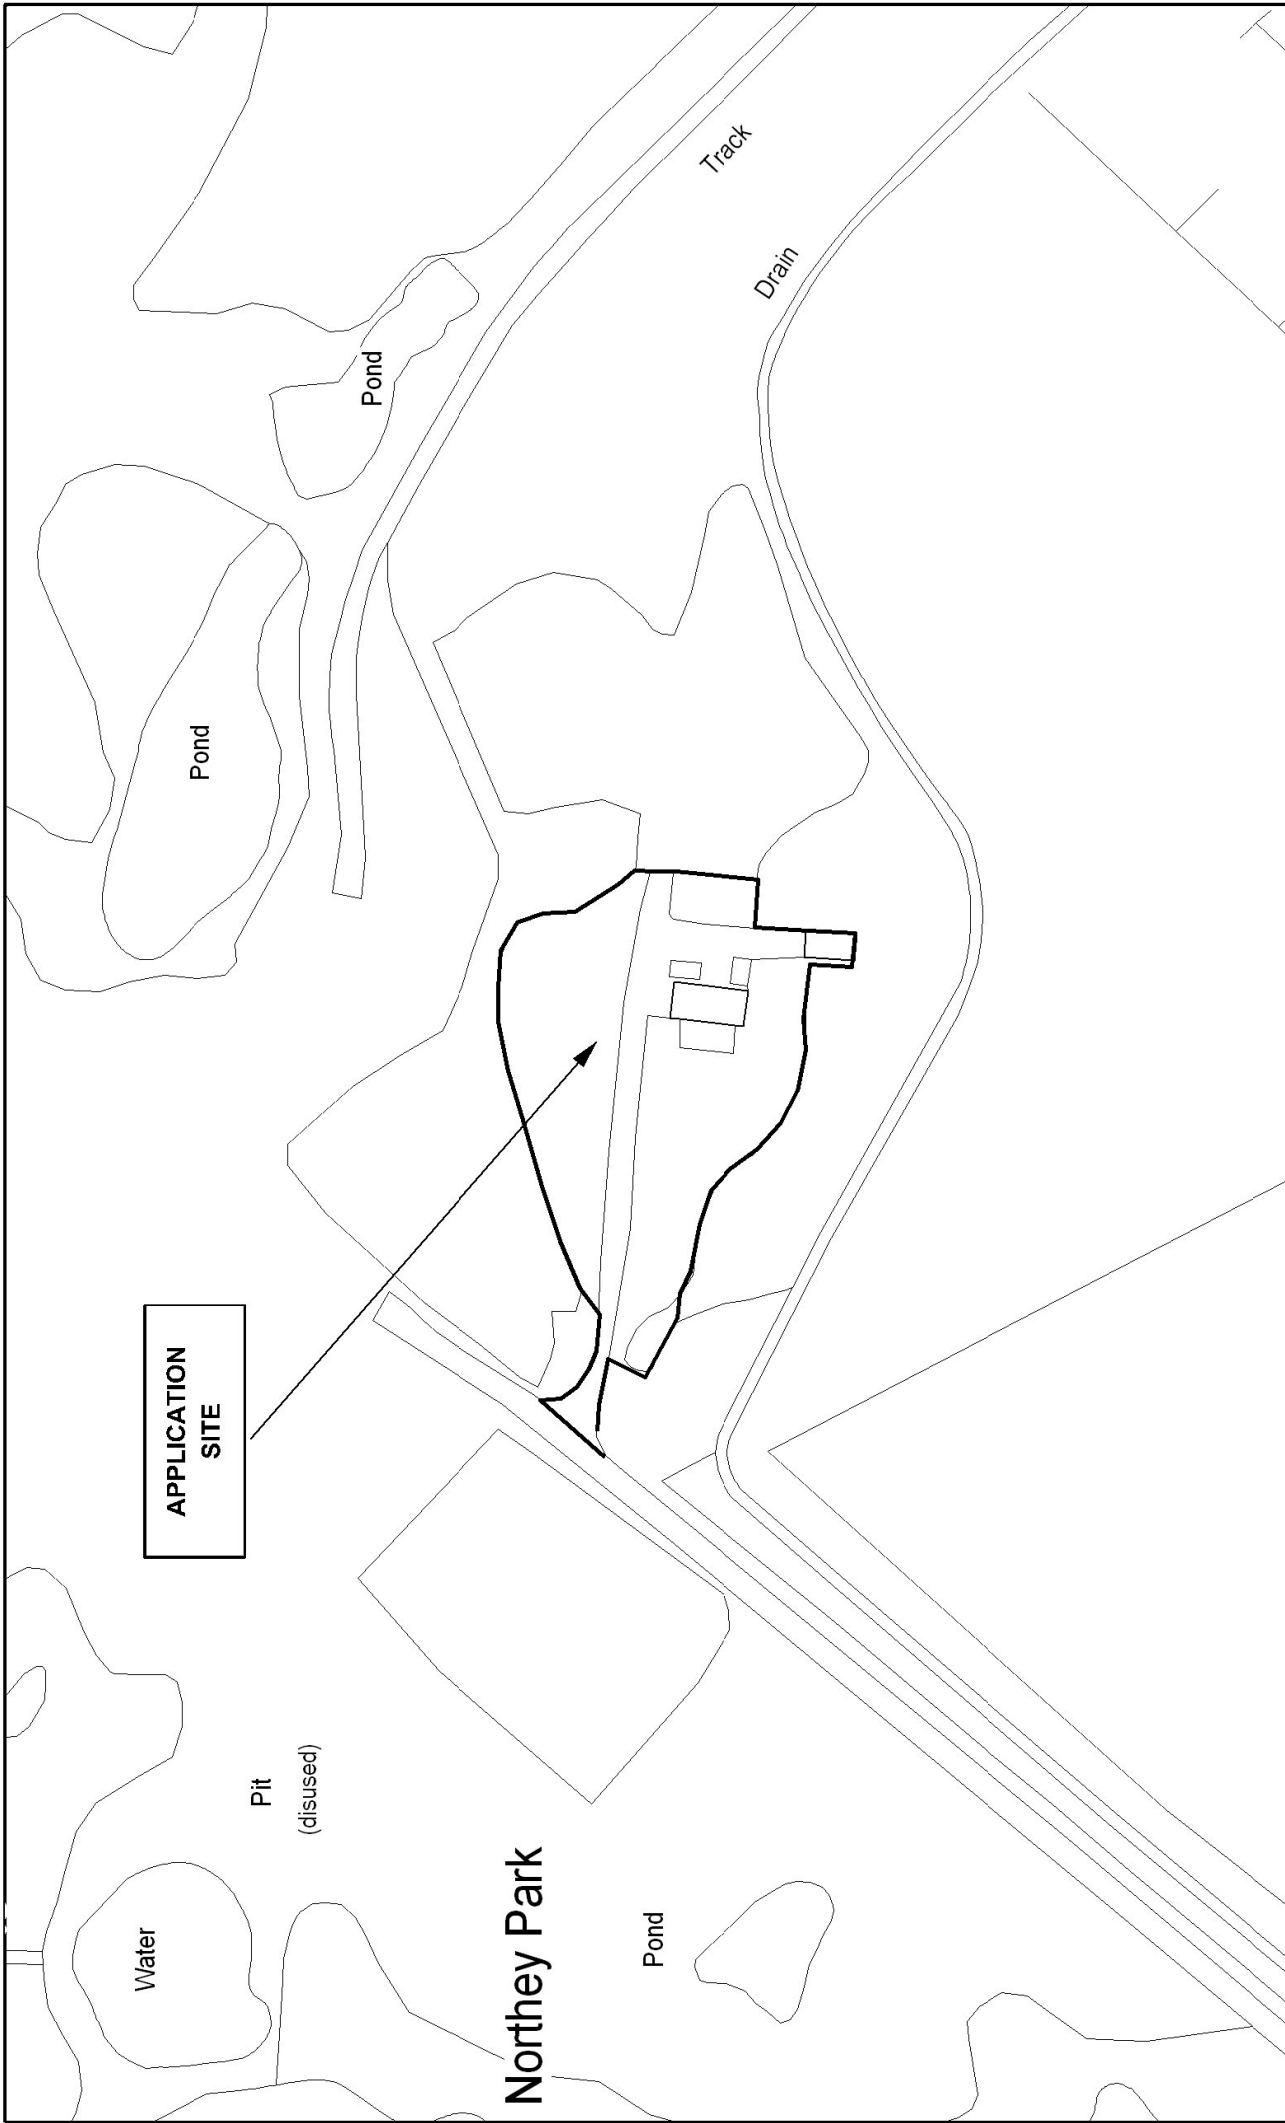 Water
Pit
(disused)
Northey Park
Pond
APPLICATION
SITE
Pond
Pond
Track
Drain